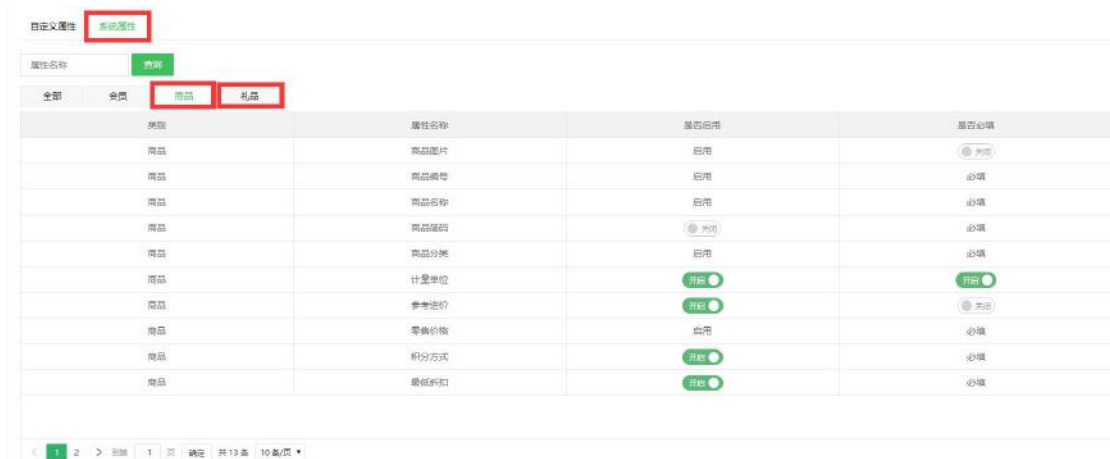 自定义属性 系统属性
属性名称 查询
全部 会员 商品 礼品
类别 属性名称 是否启用 是否必填
商品 商品图片 启用 关闭
商品 商品编号 启用 必填
商品 商品名称 启用 必填
商品 商品简码 关闭 必填
商品 商品分类 启用 必填
商品 计量单位 开启 开启
商品 参考进价 开启 关闭
商品 零售价格 启用 必填
商品 积分方式 开启 必填
商品 最低折扣 开启 必填
< 1 2 > 到第 1 页 确定 共 13 条 10 条/页